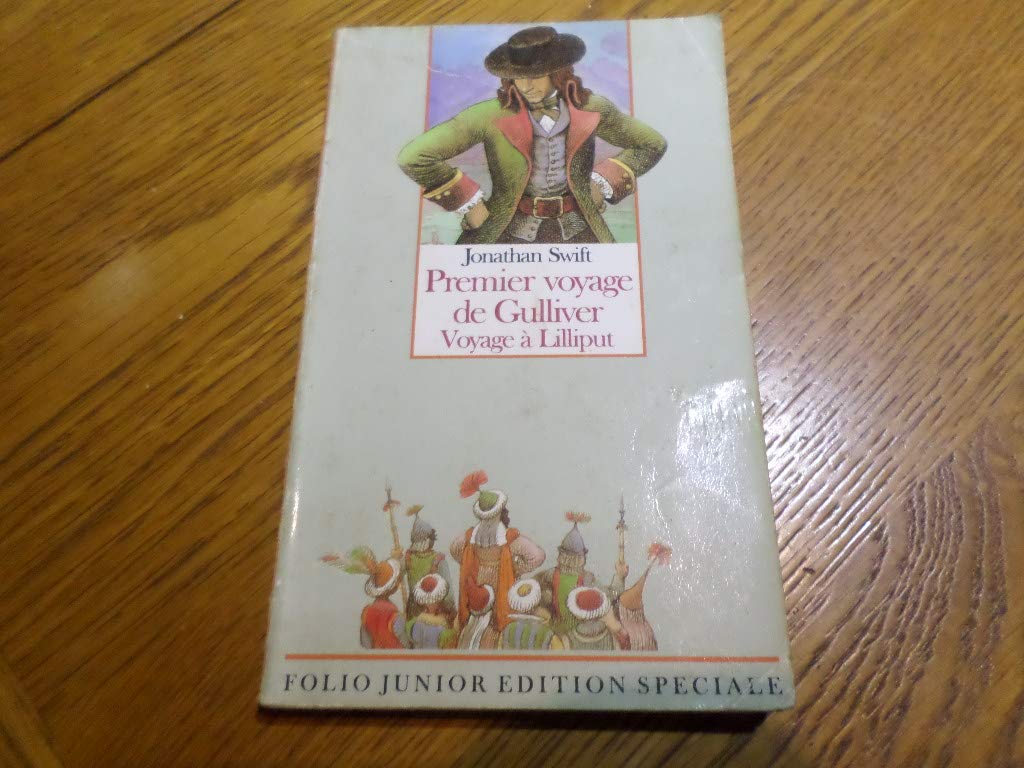 Jonathan Swift
Premier voyage
de Gulliver
Voyage à Lilliput
FOLIO JUNIOR EDITION SPECIALE